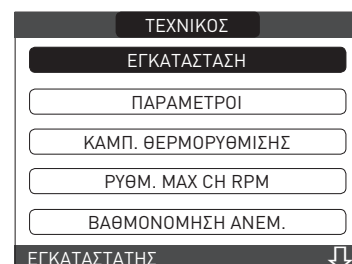 ΤΕΧΝΙΚΟΣ
ΕΓΚΑΤΑΣΤΑΣΗ
ΠΑΡΑΜΕΤΡΟΙ
ΚΑΜΠ. ΘΕΡΜΟΡΥΘΜΙΣΗΣ
ΡΥΘΜ. MAX CH RPM
ΒΑΘΜΟΝΟΜΗΣΗ ΑΝΕΜ.
ΕΓΚΑΤΑΣΤΑΤΗΣ